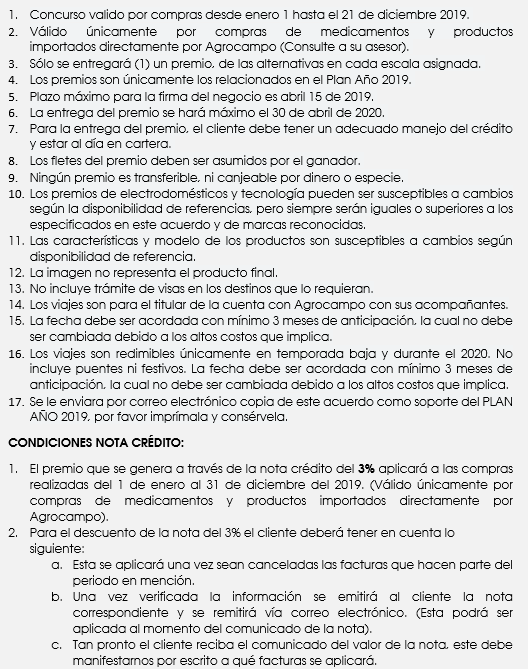 1. Concurso valido por compras desde enero 1 hasta el 21 de diciembre 2019.
2. Válido únicamente por compras de medicamentos y productos
importados directamente por Agrocampo (Consulte a su asesor).
3. Sólo se entregará (1) un premio, de las alternativas en cada escala asignada.
4. Los premios son únicamente los relacionados en el Plan Año 2019.
5. Plazo máximo para la firma del negocio es abril 15 de 2019.
6. La entrega del premio se hará máximo el 30 de abril de 2020.
7. Para la entrega del premio, el cliente debe tener un adecuado manejo del crédito
y estar al día en cartera.
8. Los fletes del premio deben ser asumidos por el ganador.
9. Ningún premio es transferible, ni canjeable por dinero o especie.
10. Los premios de electrodomésticos y tecnología pueden ser susceptibles a cambios
según la disponibilidad de referencias, pero siempre serán iguales o superiores a los
especificados en este acuerdo y de marcas reconocidas.
11. Las características y modelo de los productos son susceptibles a cambios según
disponibilidad de referencia.
12. La imagen no representa el producto final.
13. No incluye trámite de visas en los destinos que lo requieran.
14. Los viajes son para el titular de la cuenta con Agrocampo con sus acompañantes.
15. La fecha debe ser acordada con mínimo 3 meses de anticipación, la cual no debe
ser cambiada debido a los altos costos que implica.
16. Los viajes son redimibles únicamente en temporada baja y durante el 2020. No
incluye puentes ni festivos. La fecha debe ser acordada con mínimo 3 meses de
anticipación, la cual no debe ser cambiada debido a los altos costos que implica.
17. Se le enviara por correo electrónico copia de este acuerdo como soporte del PLAN
AÑO 2019, por favor imprímala y consérvela.
CONDICIONES NOTA CRÉDITO:
1. El premio que se genera a través de la nota crédito del 3% aplicará a las compras
realizadas del 1 de enero al 31 de diciembre del 2019. (Válido únicamente por
compras de medicamentos y productos importados directamente por
Agrocampo).
2. Para el descuento de la nota del 3% el cliente deberá tener en cuenta lo
siguiente:
a. Esta se aplicará una vez sean canceladas las facturas que hacen parte del
periodo en mención.
b. Una vez verificada la información se emitirá al cliente la nota
correspondiente y se remitirá vía correo electrónico. (Esta podrá ser
aplicada al momento del comunicado de la nota).
c. Tan pronto el cliente reciba el comunicado del valor de la nota, este debe
manifestarnos por escrito a qué facturas se aplicará.